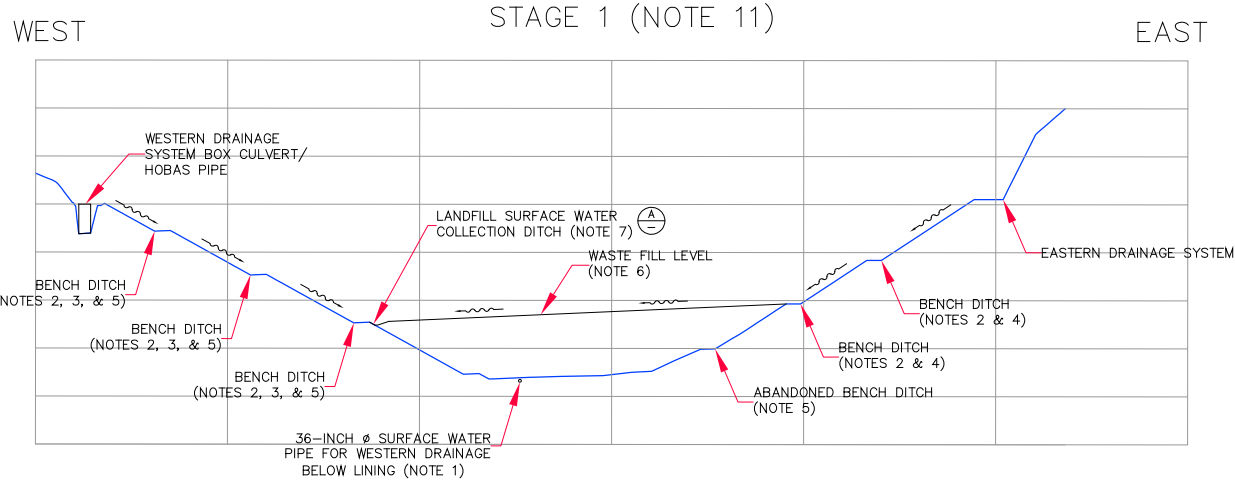 STAGE 1 (NOTE 11)
WEST
EAST
WESTERN DRAINAGE
SYSTEM BOX CULVERT/
HOBAS PIPE
LANDFILL SURFACE WATER
COLLECTION DITCH (NOTE 7)
A
–
WASTE FILL LEVEL
(NOTE 6)
EASTERN DRAINAGE SYSTEM
BENCH DITCH
NOTES 2, 3, & 5)
BENCH DITCH
(NOTES 2, 3, & 5)
BENCH DITCH
(NOTES 2, 3, & 5)
BENCH DITCH
(NOTES 2 & 4)
BENCH DITCH
(NOTES 2 & 4)
ABANDONED BENCH DITCH
(NOTE 5)
36-INCH ø SURFACE WATER
PIPE FOR WESTERN DRAINAGE
BELOW LINING (NOTE 1)